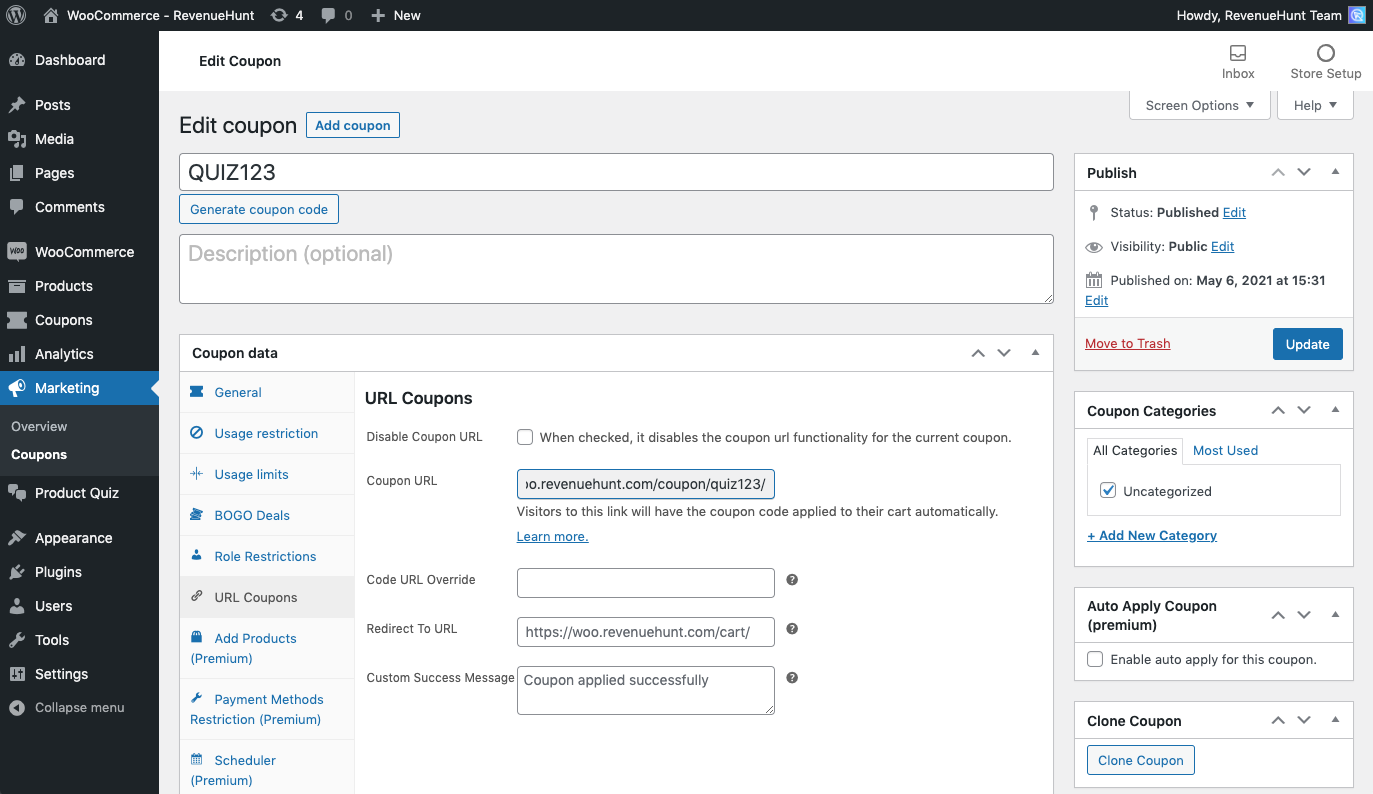 WooCommerce - RevenueHunt 4 0 New Howdy, RevenueHunt Team
Dashboard
Posts
Media
Pages
Comments
WOO WooCommerce
Products
Coupons
Analytics
Marketing
Overview
Coupons
Product Quiz
Appearance
Plugins
Users
Tools
Settings
Collapse menu
Edit Coupon
Inbox
Store Setup
Screen Options
Help
Edit coupon Add coupon
QUIZ123
Generate coupon code
Description (optional)
Coupon data
General
Usage restriction
Usage limits
BOGO Deals
Role Restrictions
URL Coupons
Add Products
(Premium)
Payment Methods
Restriction (Premium)
Scheduler
(Premium)
URL Coupons
Disable Coupon URL When checked, it disables the coupon url functionality for the current coupon.
Coupon URL oo.revenuehunt.com/coupon/quiz123/
Visitors to this link will have the coupon code applied to their cart automatically.
Learn more.
Code URL Override ?
Redirect To URL https://woo.revenuehunt.com/cart/ ?
Custom Success Message Coupon applied successfully ?
Publish
Status: Published Edit
Visibility: Public Edit
Published on: May 6, 2021 at 15:31
Edit
Move to Trash Update
Coupon Categories
All Categories Most Used
Uncategorized
+ Add New Category
Auto Apply Coupon
(premium)
Enable auto apply for this coupon.
Clone Coupon
Clone Coupon